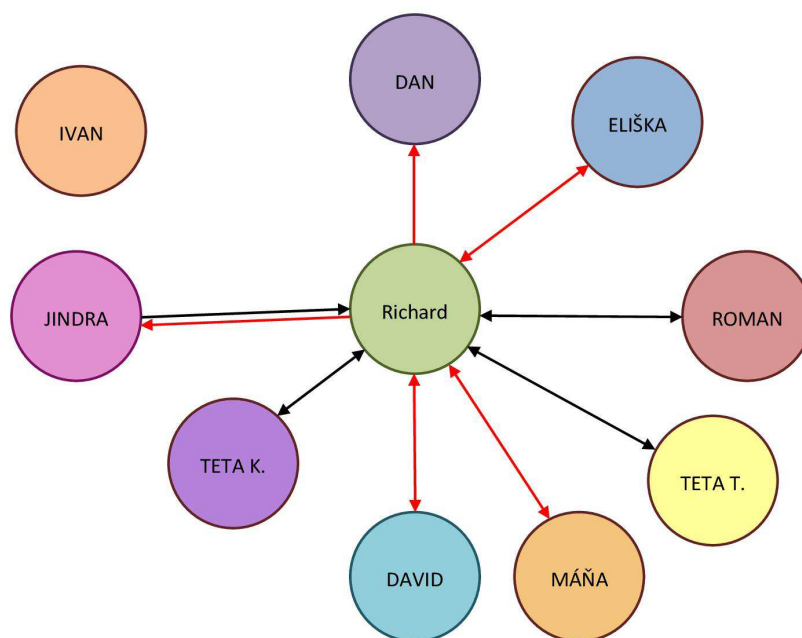 DAN
ELIŠKA
IVAN
JINDRA
Richard
ROMAN
TETA K.
TETA T.
DAVID
MÁŇA